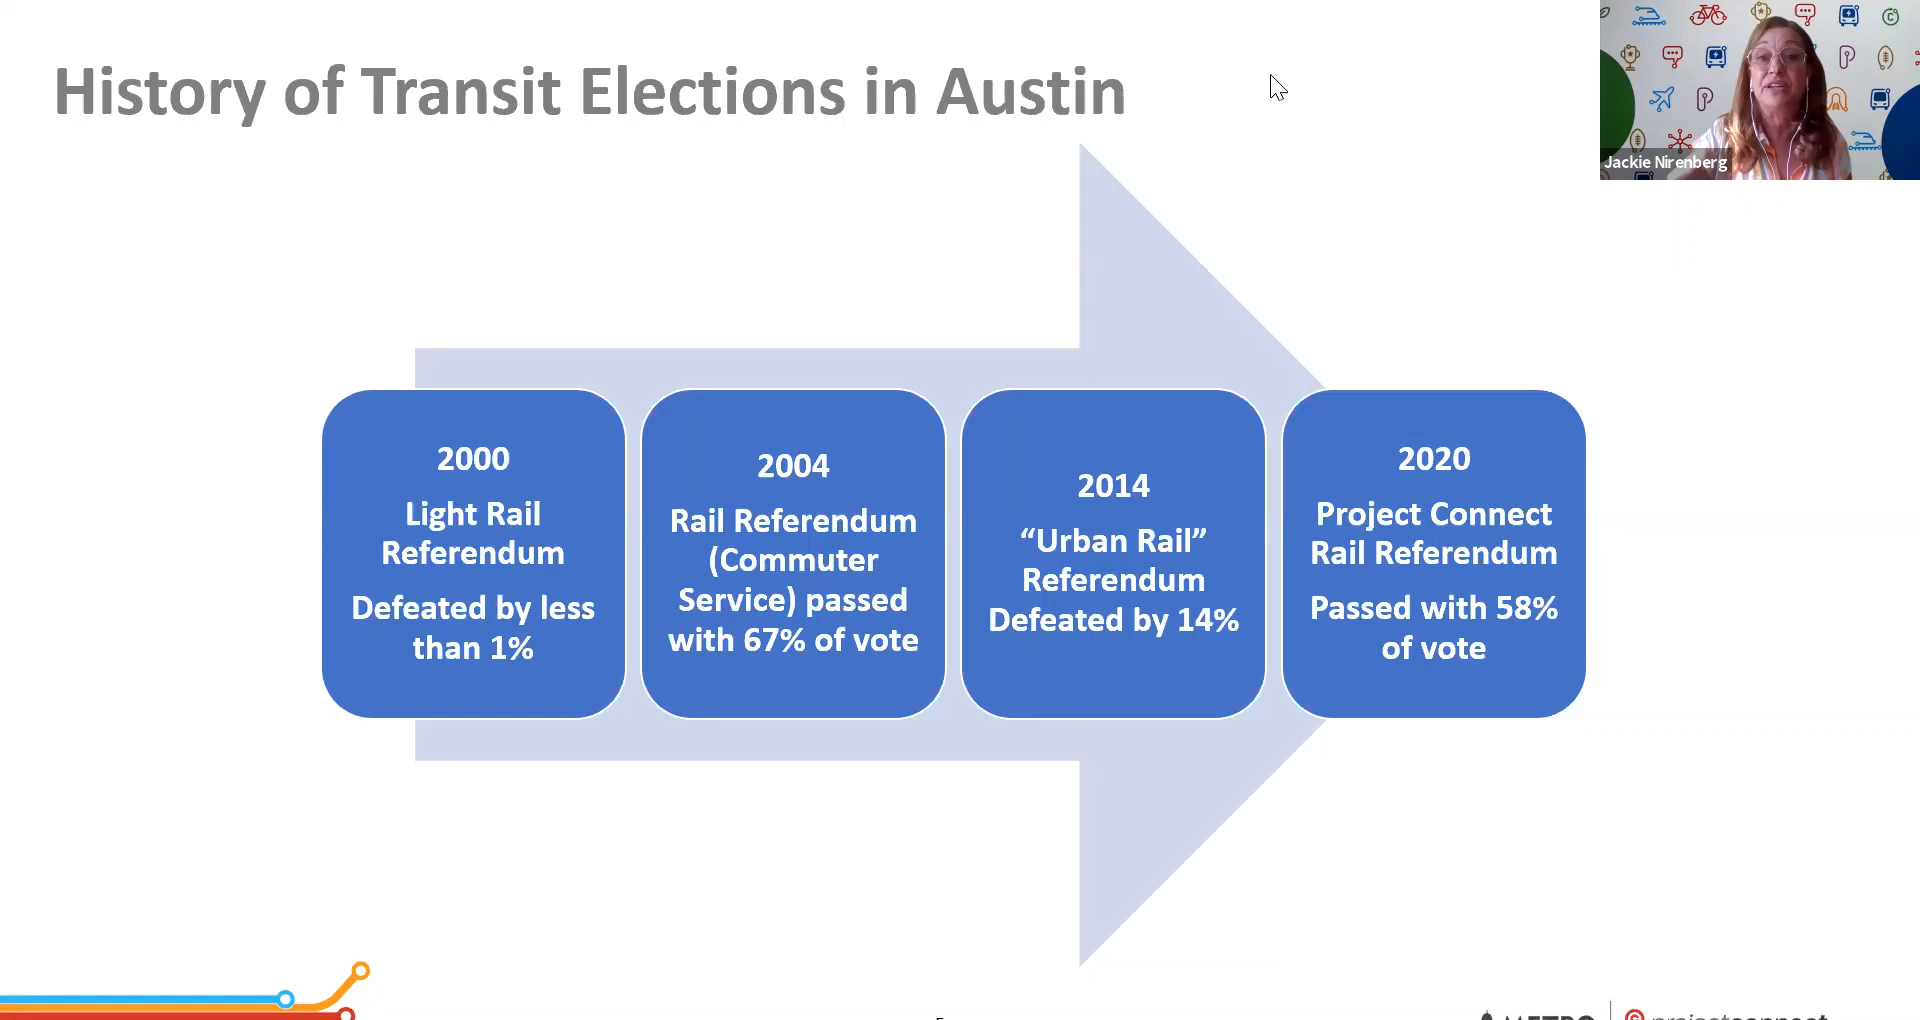 History of Transit Elections in Austin
Jackie Nirenberg
2000
Light Rail
Referendum
Defeated by less
than 1%
2004
Rail Referendum
(Commuter
Service) passed
with 67% of vote
2014
“Urban Rail”
Referendum
Defeated by 14%
2020
Project Connect
Rail Referendum
Passed with 58%
of vote
METRO
projectconnect